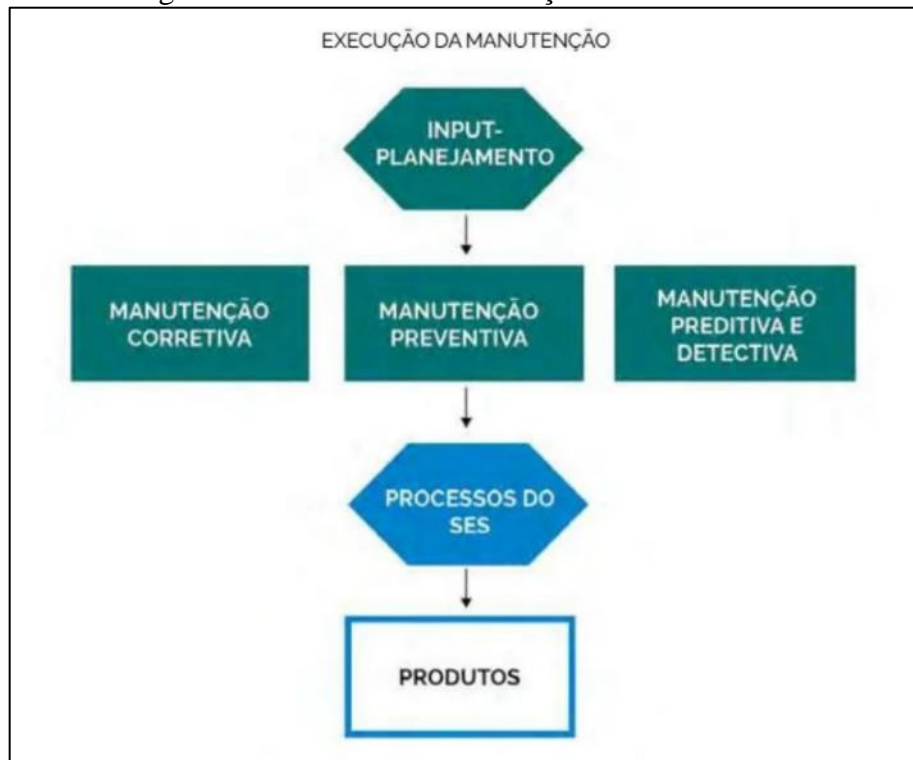 EXECUÇÃO DA MANUTENÇÃO
INPUT-
PLANEJAMENTO
MANUTENÇÃO
CORRETIVA
MANUTENÇÃO
PREVENTIVA
MANUTENÇÃO
PREDITIVA E
DETECTIVA
PROCESSOS DO
SES
PRODUTOS